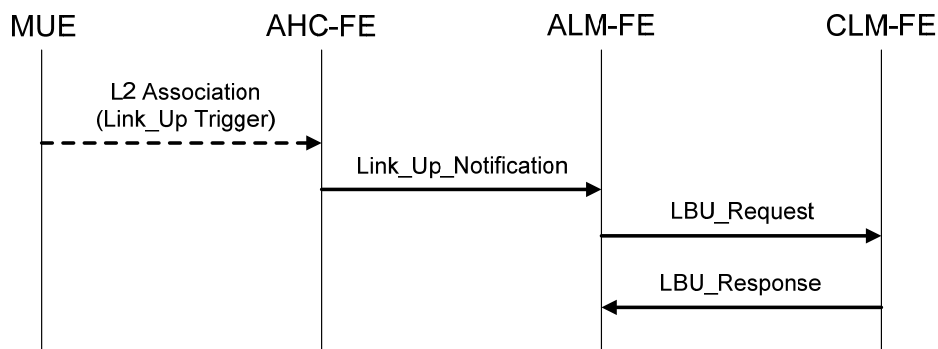 MUE
AHC-FE
ALM-FE
CLM-FE
L2 Association
(Link_Up Trigger)
Link_Up_Notification
LBU_Request
LBU_Response